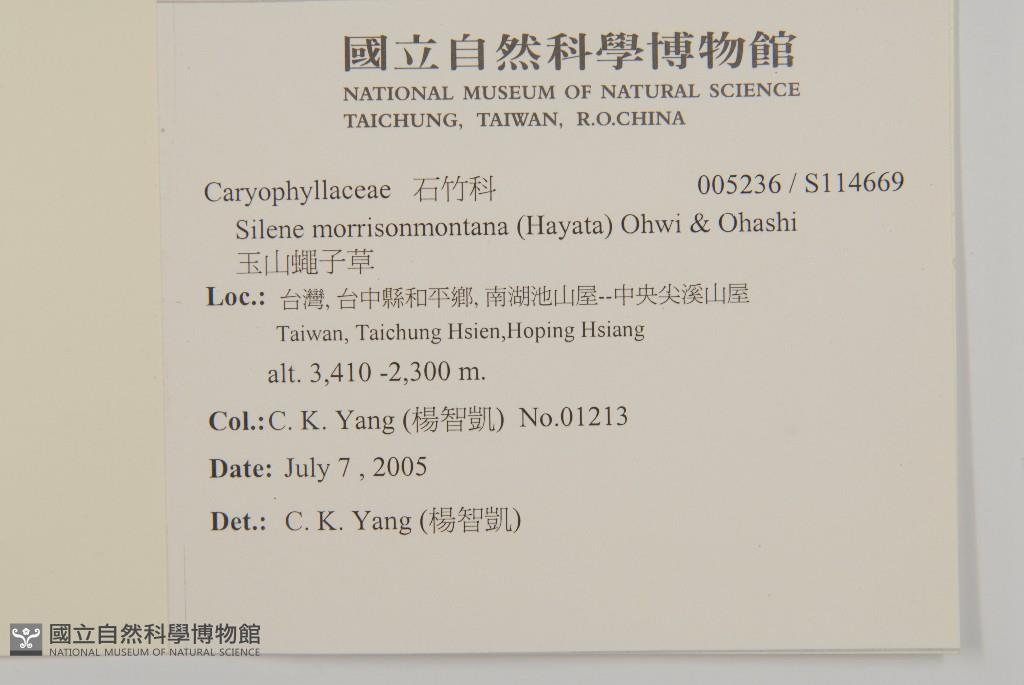 國立自然科學博物館
NATIONAL MUSEUM OF NATURAL SCIENCE
TAICHUNG, TAIWAN, R.O.CHINA
Caryophyllaceae 石竹科 005236 / S114669
Silene morrisonmontana (Hayata) Ohwi & Ohashi
玉山蠅子草
Loc.: 台灣, 台中縣和平鄉, 南湖池山屋--中央尖溪山屋
Taiwan, Taichung Hsien,Hoping Hsiang
alt. 3,410 -2,300 m.
Col.: C. K. Yang (楊智凱) No.01213
Date: July 7 , 2005
Det.: C. K. Yang (楊智凱)
國立自然科學博物館
NATIONAL MUSEUM OF NATURAL SCIENCE